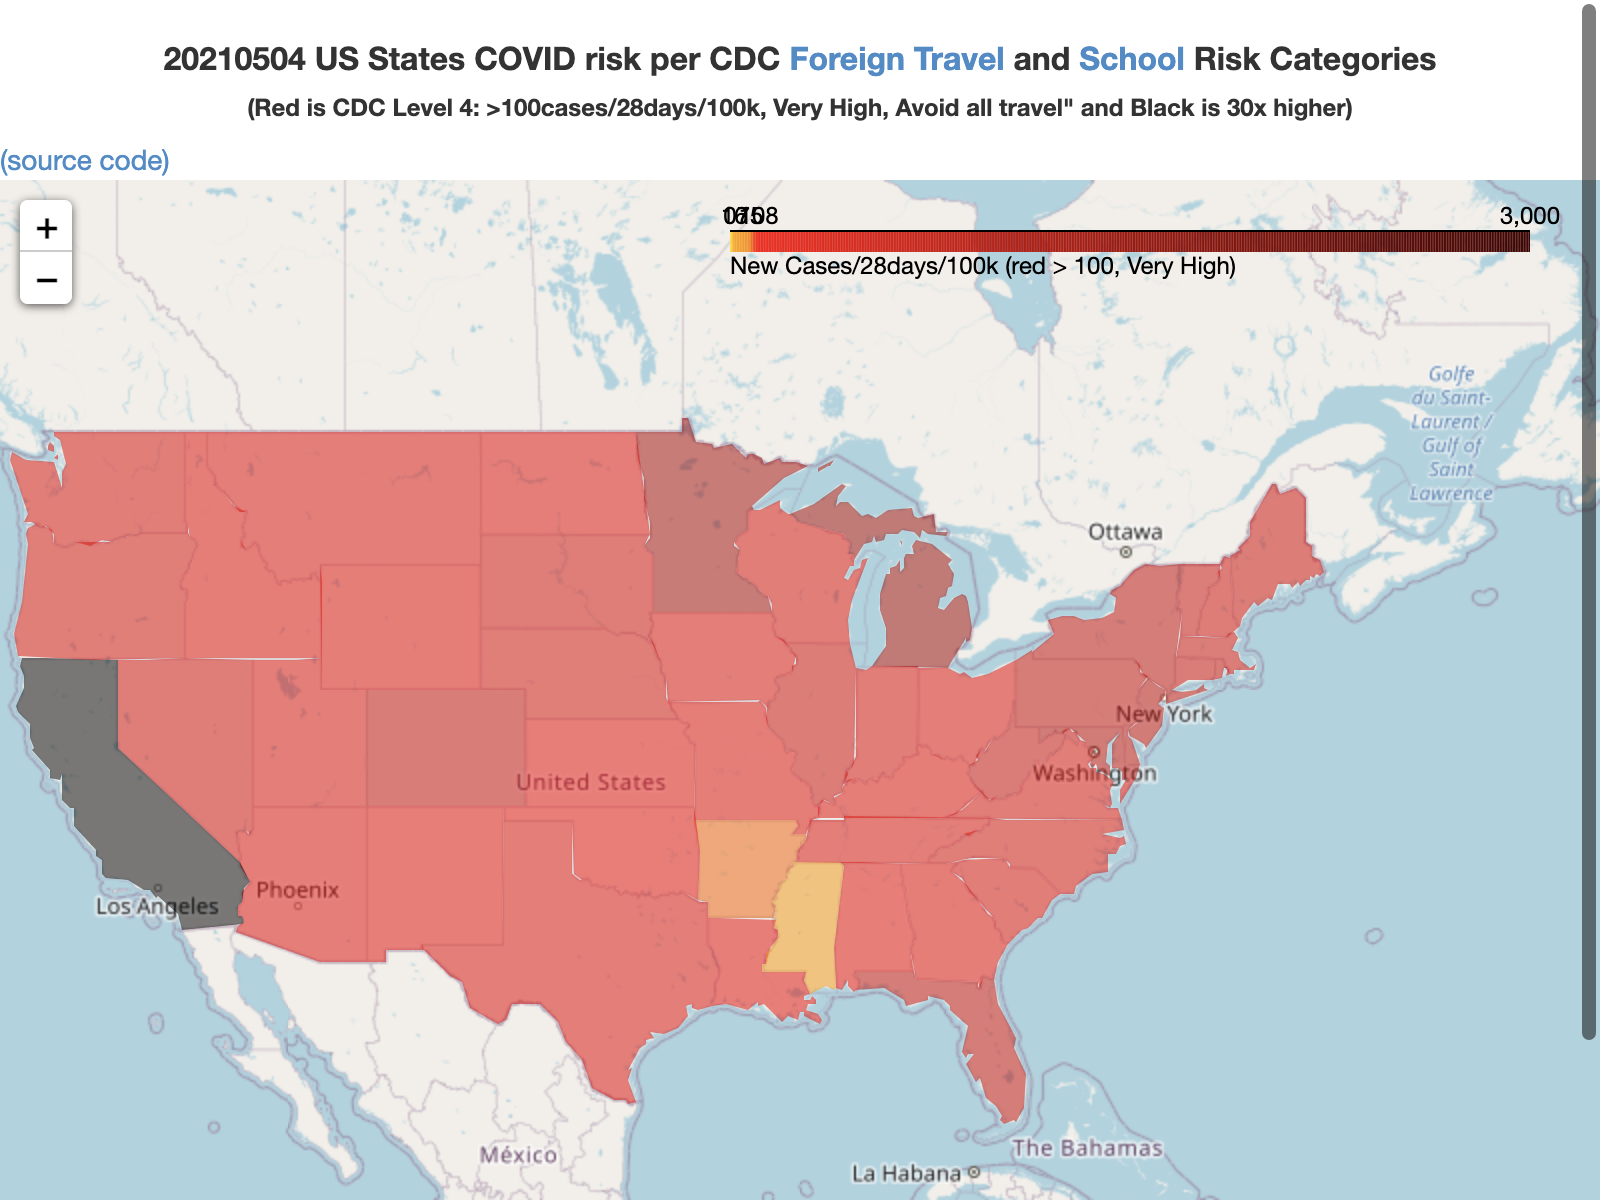 20210504 US States COVID risk per CDC Foreign Travel and School Risk Categories
(Red is CDC Level 4: >100cases/28days/100k, Very High, Avoid all travel" and Black is 30x higher)
(source code)
+
−
3,000
New Cases/28days/100k (red > 100, Very High)
Golfe
du Saint-
Laurent /
Gulf of
Saint
Lawrence
Ottawa
New York
Washington
United States
Phoenix
Los Angeles
México
The Bahamas
La Habana